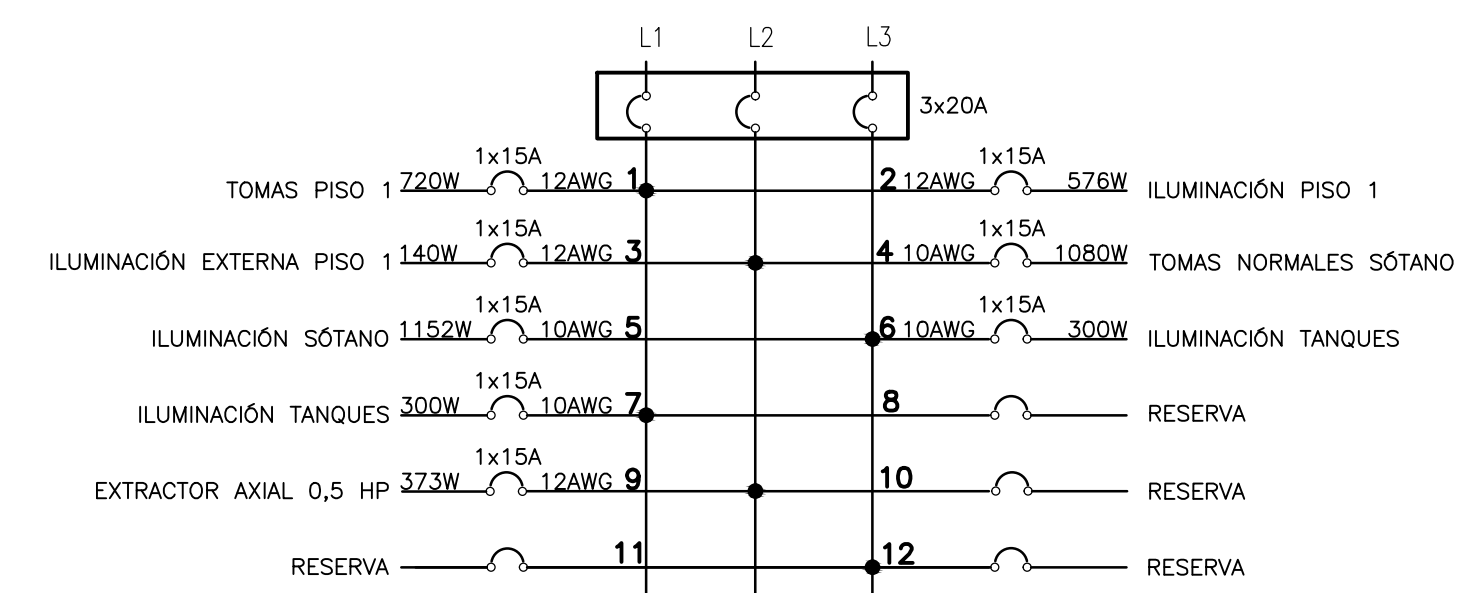 L1 L2 L3
3x20A
TOMAS PISO 1 720W 1x15A 12AWG 1 2 12AWG 1x15A 576W ILUMINACIÓN PISO 1
ILUMINACIÓN EXTERNA PISO 1 140W 1x15A 12AWG 3 4 10AWG 1x15A 1080W TOMAS NORMALES SÓTANO
ILUMINACIÓN SÓTANO 1152W 1x15A 10AWG 5 6 10AWG 1x15A 300W ILUMINACIÓN TANQUES
ILUMINACIÓN TANQUES 300W 1x15A 10AWG 7 8 RESERVA
EXTRACTOR AXIAL 0,5 HP 373W 1x15A 12AWG 9 10 RESERVA
RESERVA 11 12 RESERVA